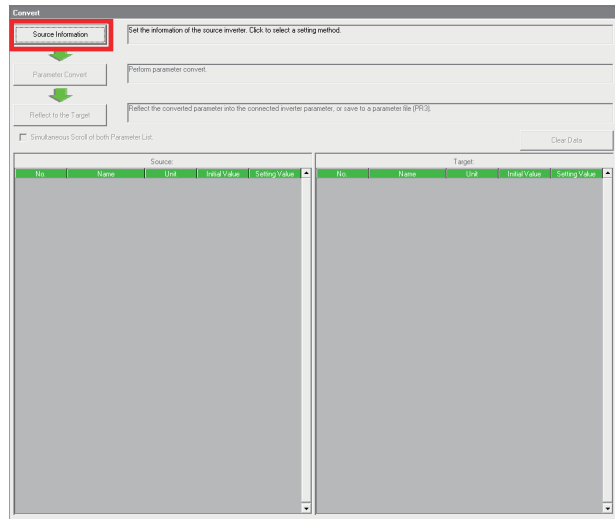 Convert
Source Information
Set the information of the source inverter. Click to select a setting method.
Parameter Convert
Perform parameter convert.
Reflect to the Target
Reflect the converted parameter into the connected inverter parameter, or save to a parameter file (PR3).
Simultaneous Scroll of both Parameter List.
Clear Data
Source:
No. Name Unit Initial Value Setting Value
Target:
No. Name Unit Initial Value Setting Value